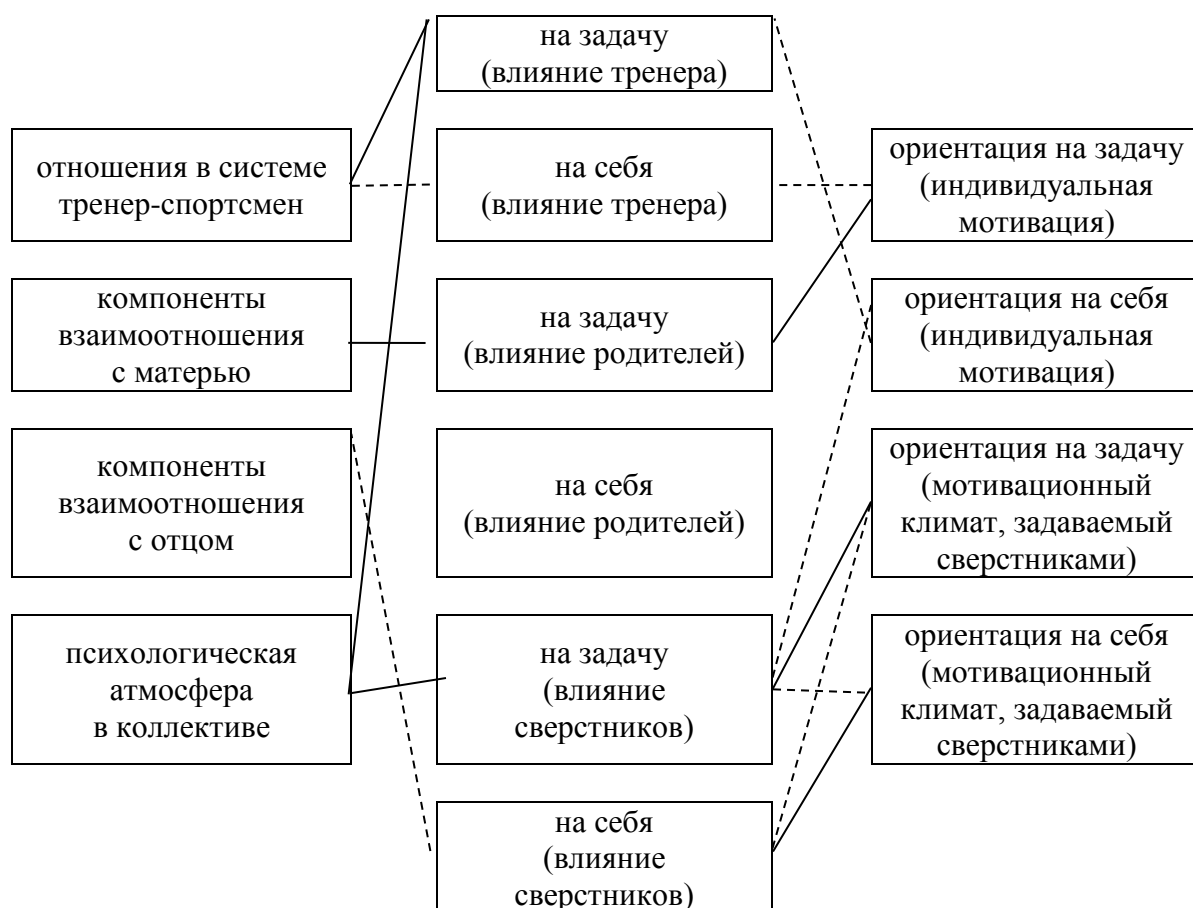 на задачу
(влияние тренера)
отношения в системе
тренер-спортсмен
на себя
(влияние тренера)
ориентация на задачу
(индивидуальная
мотивация)
компоненты
взаимоотношения
с матерью
на задачу
(влияние родителей)
ориентация на себя
(индивидуальная
мотивация)
компоненты
взаимоотношения
с отцом
на себя
(влияние родителей)
ориентация на задачу
(мотивационный
климат, задаваемый
сверстниками)
психологическая
атмосфера
в коллективе
на задачу
(влияние
сверстников)
ориентация на себя
(мотивационный
климат, задаваемый
сверстниками)
на себя
(влияние
сверстников)